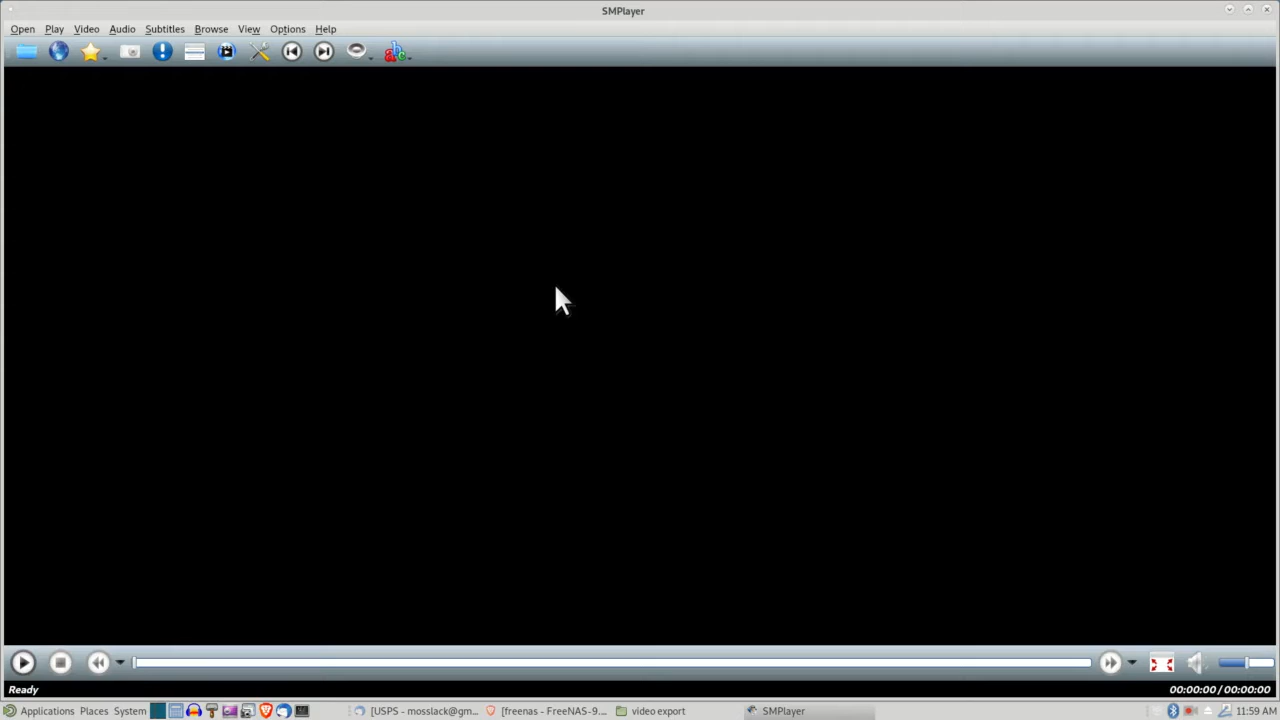 SMPlayer
Open Play Video Audio Subtitles Browse View Options Help
abc
Ready 00:00:00 / 00:00:00
Applications Places System [USPS - mosslack@gm... [freenas - FreeNAS-9.... video export SMPlayer 11:59 AM